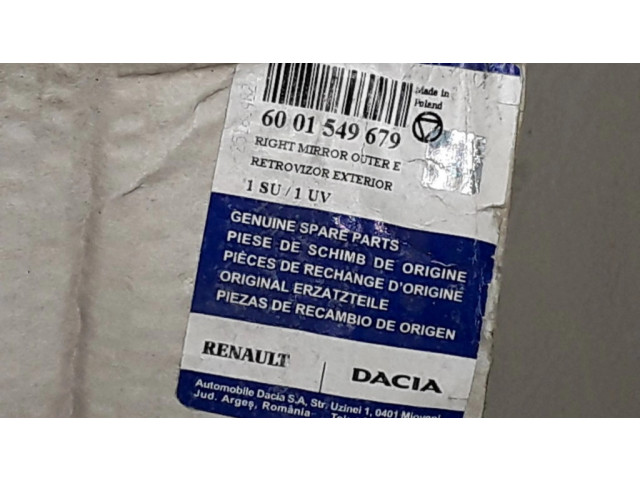 Made in
Poland
60 01 549 679
RIGHT MIRROR OUTER E
RETROVIZOR EXTERIOR
1 SU / 1 UV
GENUINE SPARE PARTS
PIESE DE SCHIMB DE ORIGINE
PIÈCES DE RECHANGE D'ORIGINE
ORIGINAL ERZATZTEILE
PIEZAS DE RECAMBIO DE ORIGEN
RENAULT DACIA
Automobile Dacia S.A. Str. Uzinei 1, 0401
Jud. Argeș, România